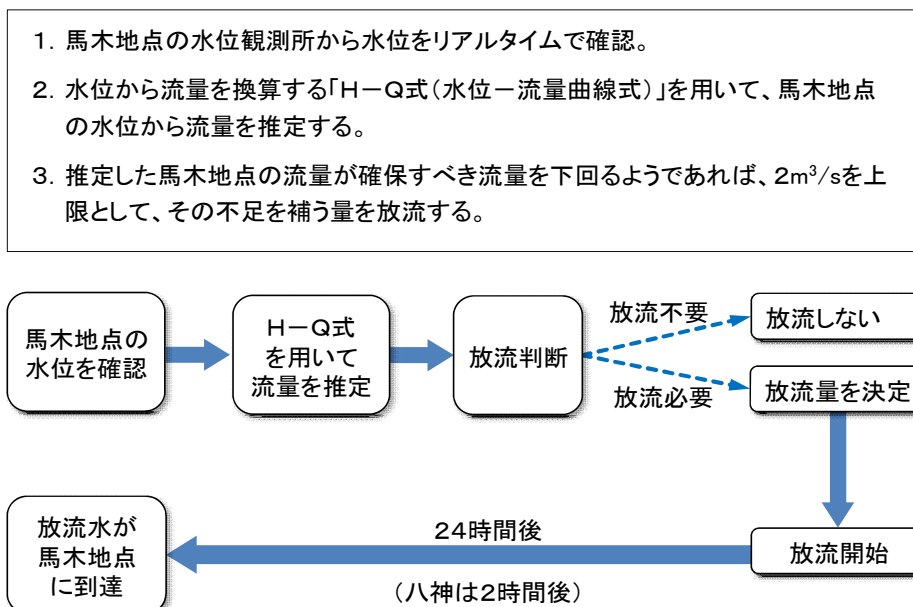 1. 馬木地点の水位観測所から水位をリアルタイムで確認。
2. 水位から流量を換算する「H－Q式（水位－流量曲線式）」を用いて、馬木地点
の水位から流量を推定する。
3. 推定した馬木地点の流量が確保すべき流量を下回るようであれば、2m³/sを上
限として、その不足を補う量を放流する。
馬木地点の
水位を確認
H－Q式
を用いて
流量を推定
放流判断
放流不要
放流しない
放流必要
放流量を決定
放流開始
24時間後
（八神は2時間後）
放流水が
馬木地点
に到達